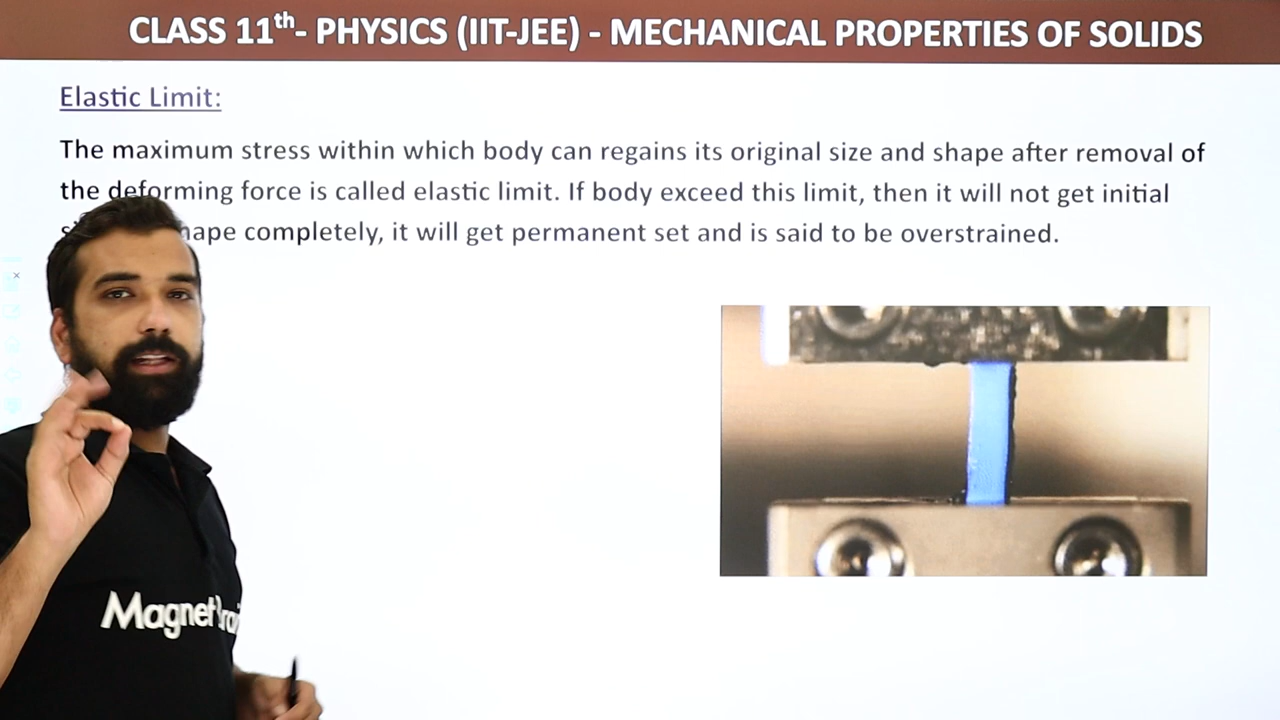 CLASS 11th- PHYSICS (IIT-JEE) - MECHANICAL PROPERTIES OF SOLIDS
Elastic Limit:
The maximum stress within which body can regains its original size and shape after removal of
the deforming force is called elastic limit. If body exceed this limit, then it will not get initial
completely, it will get permanent set and is said to be overstrained.
Magnet